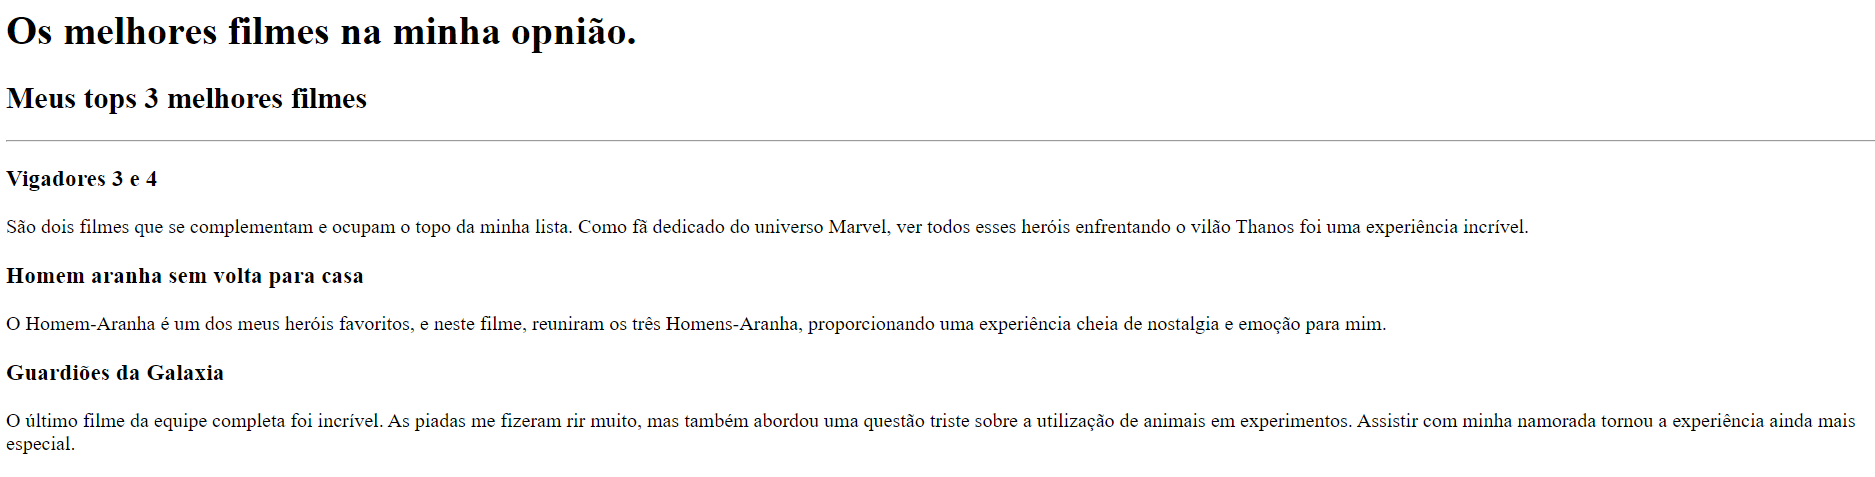 Os melhores filmes na minha opnião.
Meus tops 3 melhores filmes
Vigadores 3 e 4
São dois filmes que se complementam e ocupam o topo da minha lista. Como fã dedicado do universo Marvel, ver todos esses heróis enfrentando o vilão Thanos foi uma experiência incrível.
Homem aranha sem volta para casa
O Homem-Aranha é um dos meus heróis favoritos, e neste filme, reuniram os três Homens-Aranha, proporcionando uma experiência cheia de nostalgia e emoção para mim.
Guardiões da Galaxia
O último filme da equipe completa foi incrível. As piadas me fizeram rir muito, mas também abordou uma questão triste sobre a utilização de animais em experimentos. Assistir com minha namorada tornou a experiência ainda mais
especial.